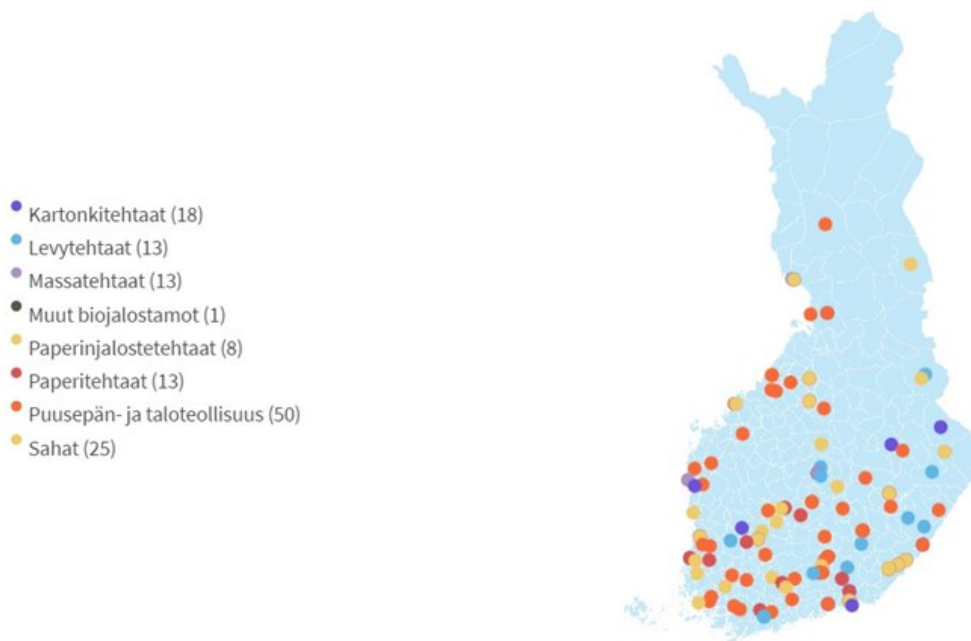 Kartonkitehtaat (18)
Levytehtaat (13)
Massatehtaat (13)
Muut biojalostamot (1)
Paperinjalostetehtaat (8)
Paperitehtaat (13)
Puusepän- ja taloteollisuus (50)
Sahat (25)